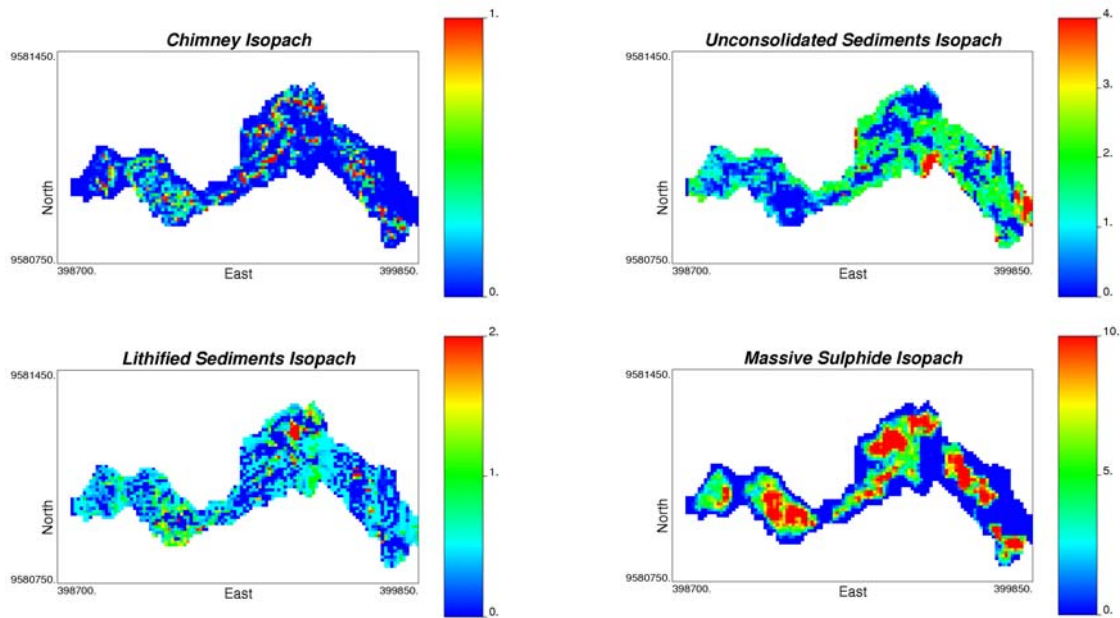 Chimney Isopach
9581450.
North
9580750.
398700.
East
399850.
1.
0.
Unconsolidated Sediments Isopach
9581450.
North
9580750.
398700.
East
399850.
4.
3.
2.
1.
0.
Lithified Sediments Isopach
9581450.
North
9580750.
398700.
East
399850.
2.
1.
0.
Massive Sulphide Isopach
9581450.
North
9580750.
398700.
East
399850.
10.
5.
0.